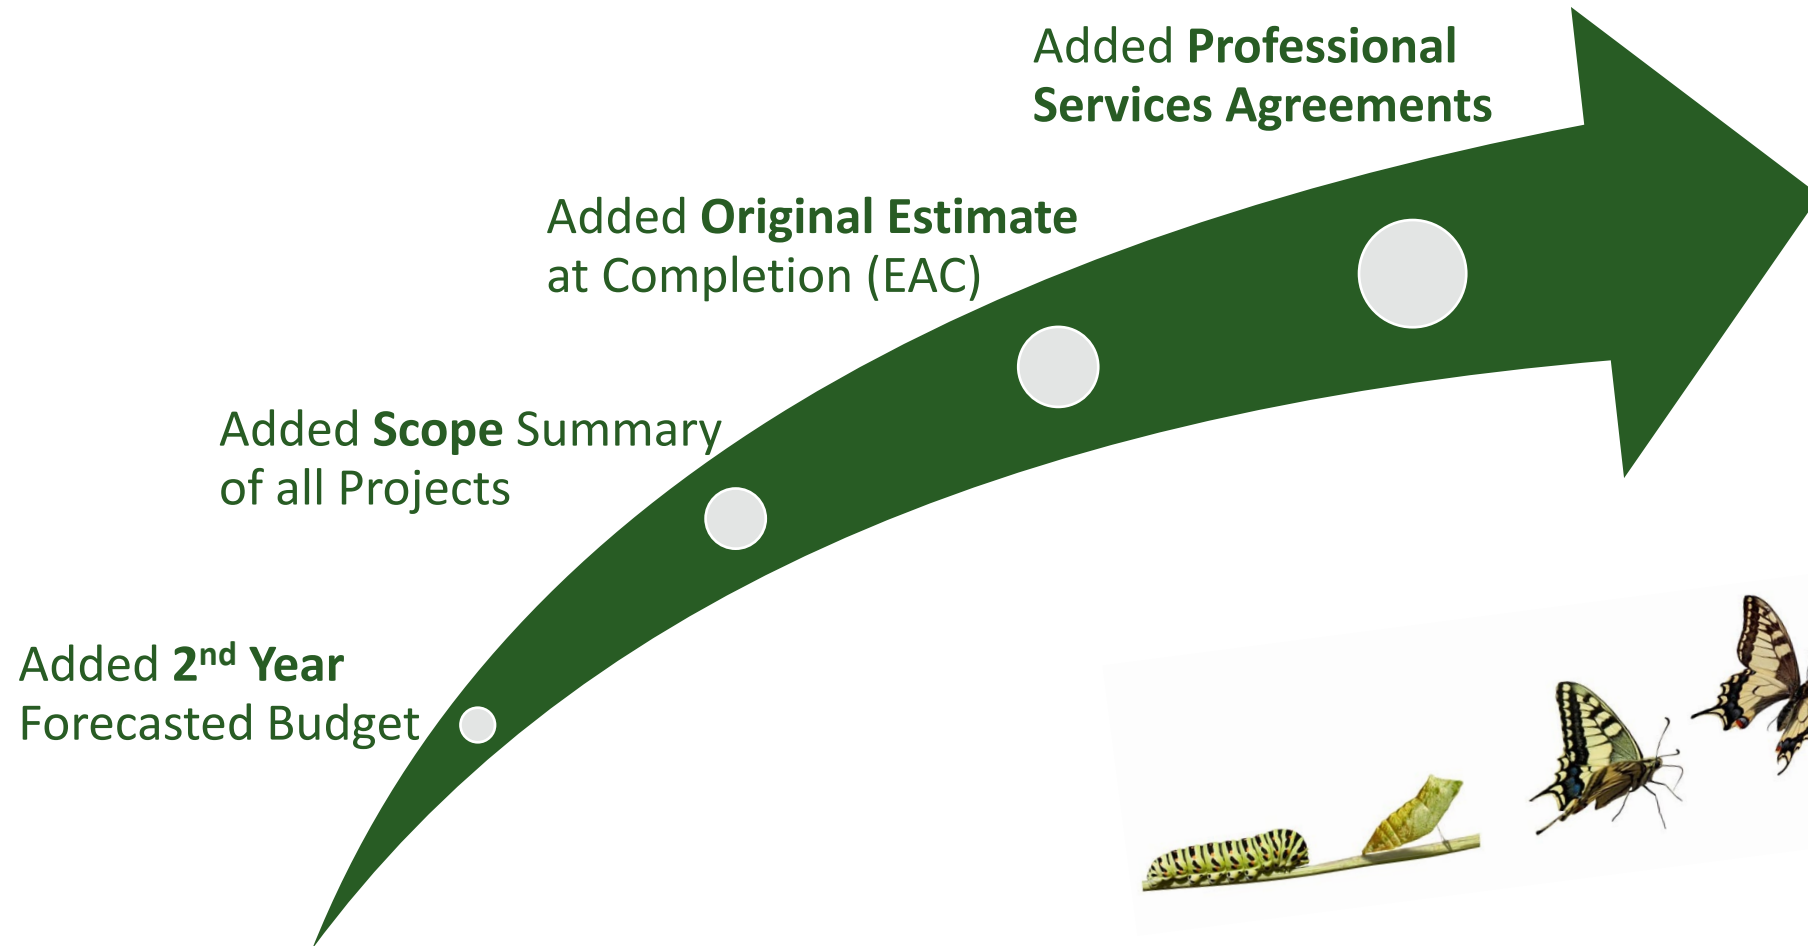 Added Professional
Services Agreements
Added Original Estimate
at Completion (EAC)
Added Scope Summary
of all Projects
Added 2nd Year
Forecasted Budget